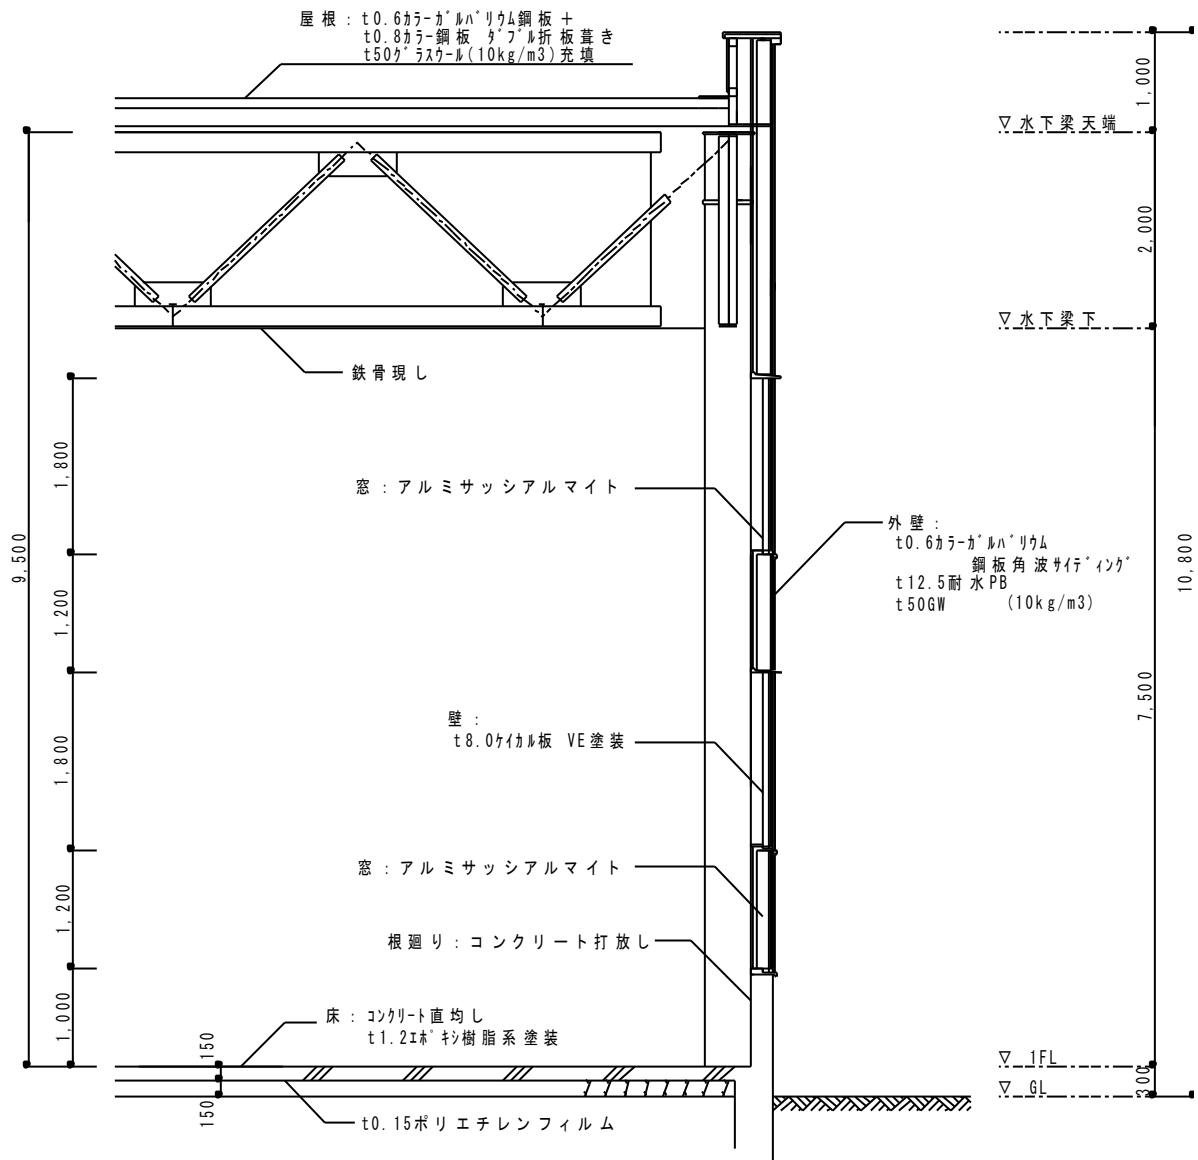 屋根：t0.6カラーガルバリウム鋼板＋
t0.8カラー鋼板 ダブル折板葺き
t50グラスウール(10kg/m3)充填
1,000
▽水下梁天端
2,000
▽水下梁下
鉄骨現し
1,800
窓：アルミサッシアルマイト
外壁：
t0.6カラーガルバリウム
鋼板角波サイディング
t12.5耐水PB
t50GW (10kg/m3)
9,500
10,800
1,200
7,500
壁：
t8.0ケイカル板 VE塗装
1,800
窓：アルミサッシアルマイト
1,200
根廻り：コンクリート打放し
1,000
床：コンクリート直均し
t1.2エポキシ樹脂系塗装
150
▽ 1FL
300
▽ GL
150
t0.15ポリエチレンフィルム